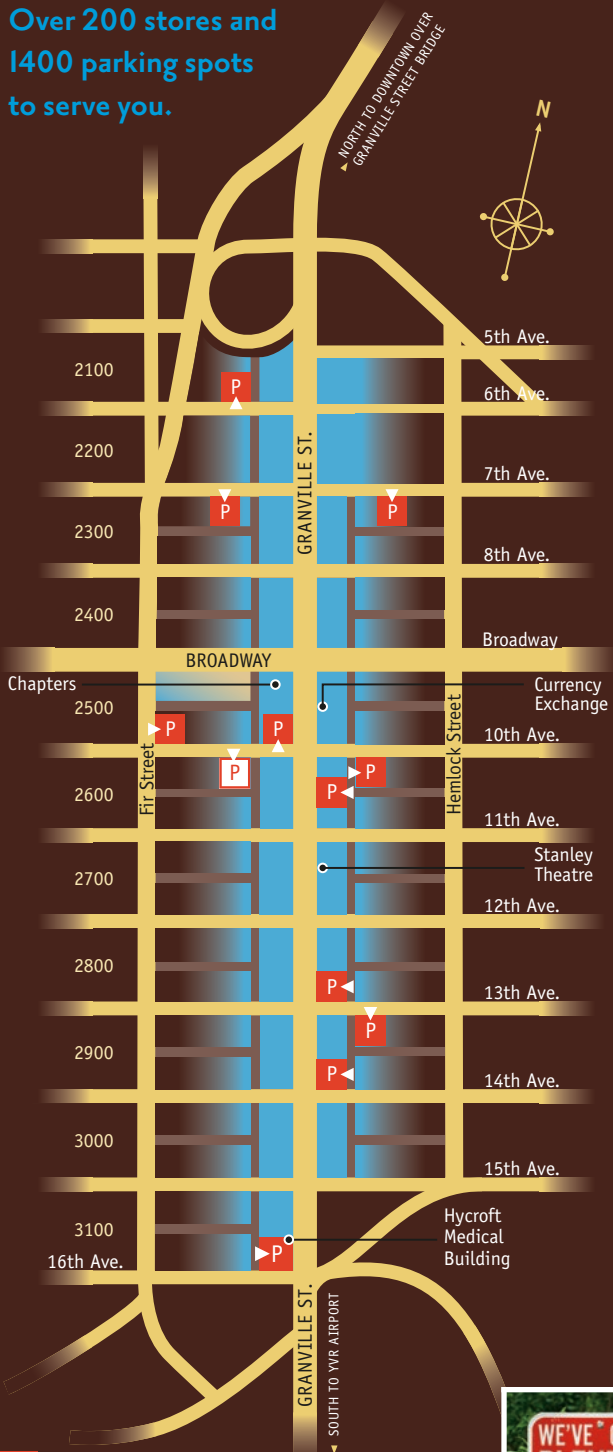 Over 200 stores and
1400 parking spots
to serve you.
NORTH TO DOWNTOWN OVER
GRANVILLE STREET BRIDGE
N
5th Ave.
2100
P
6th Ave.
GRANVILLE ST.
2200
7th Ave.
P
P
2300
8th Ave.
2400
Broadway
BROADWAY
Chapters
Currency
Exchange
2500
Hemlock Street
P
P
10th Ave.
Fir Street
P
P
P
2600
11th Ave.
Stanley
Theatre
2700
12th Ave.
2800
P
13th Ave.
P
2900
P
14th Ave.
3000
15th Ave.
Hycroft
Medical
Building
3100
P
16th Ave.
GRANVILLE ST.
SOUTH TO YVR AIRPORT
WE'VE